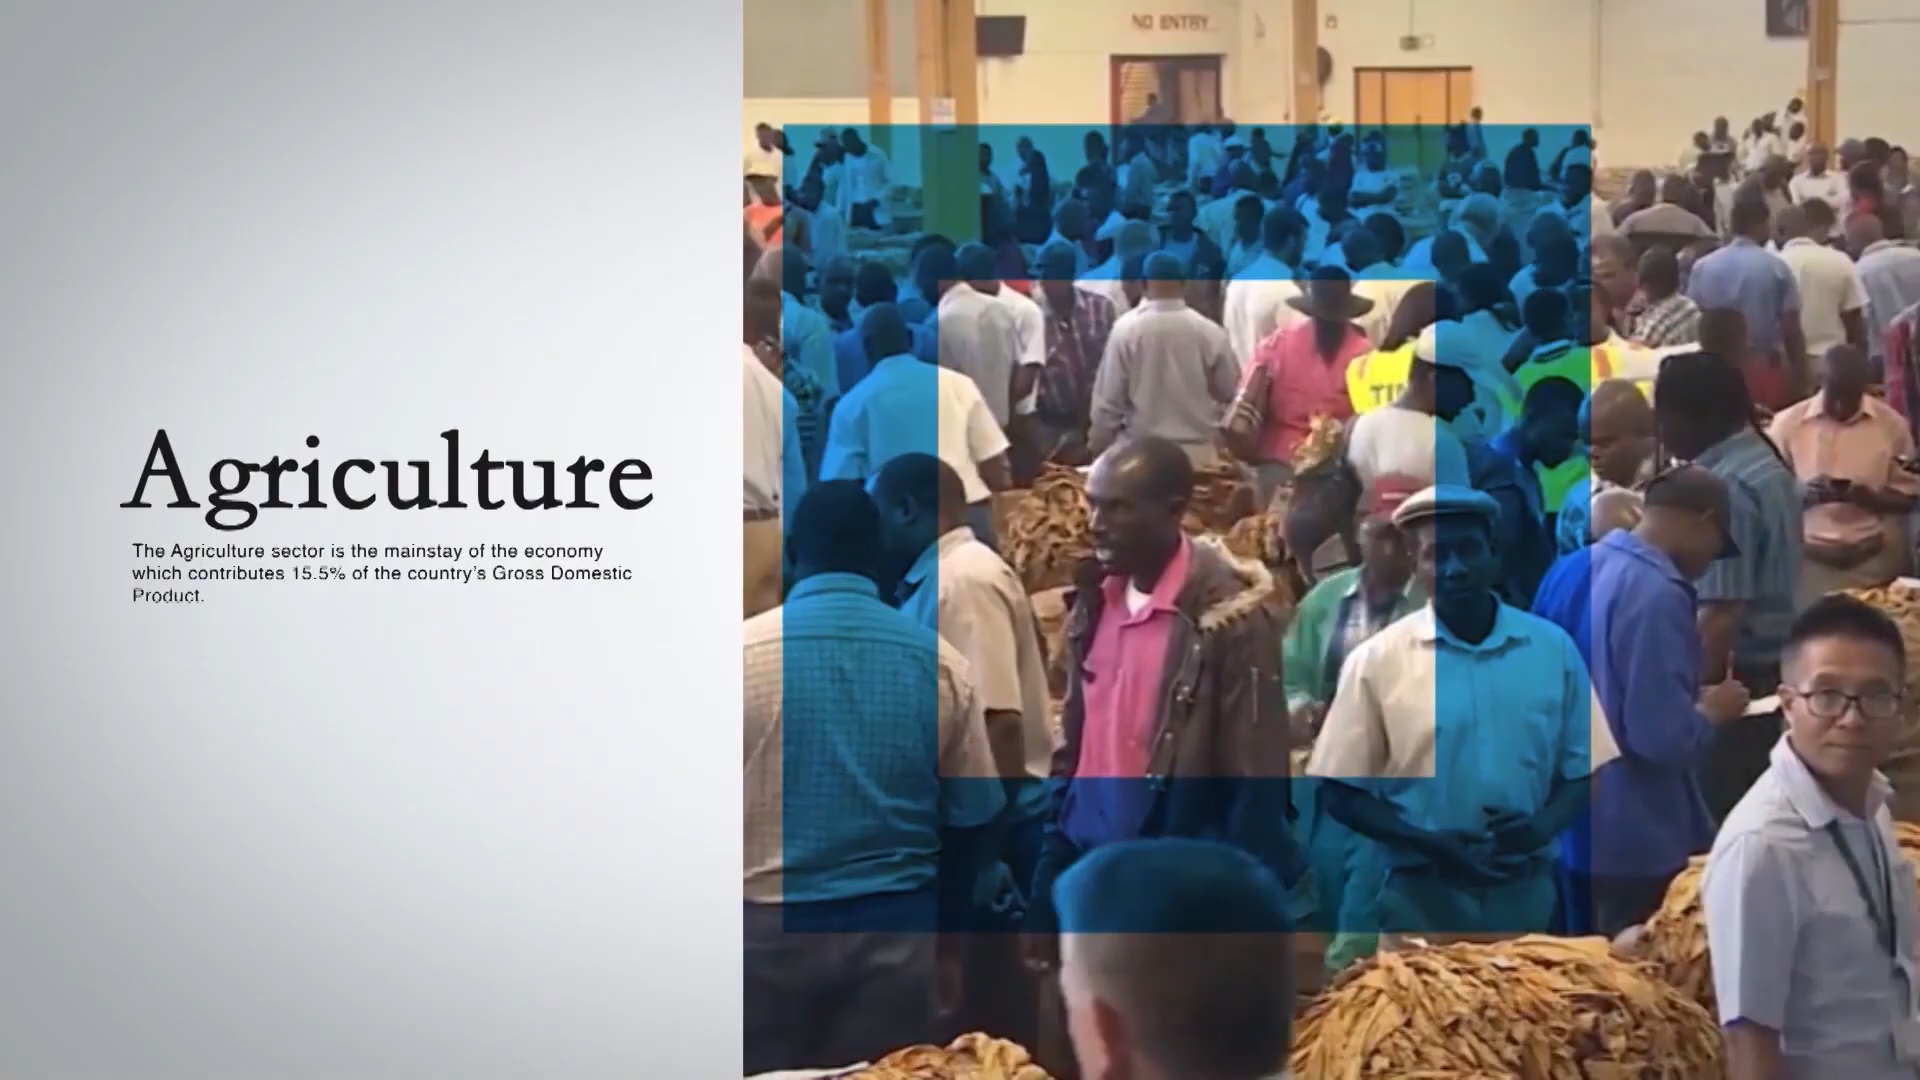 NO ENTRY
Agriculture
The Agriculture sector is the mainstay of the economy
which contributes 15.5% of the country's Gross Domestic
Product.